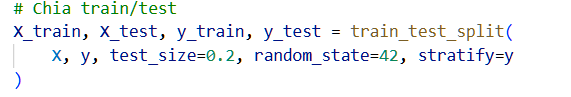 # Chia train/test
X_train, X_test, y_train, y_test = train_test_split(
    X, y, test_size=0.2, random_state=42, stratify=y
)